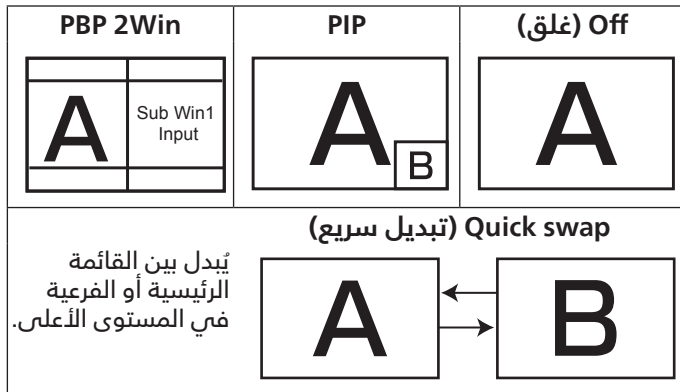 Off (غلق)
PIP
PBP 2Win
A
A
B
A
Sub Win1
Input
Quick swap (تبديل سريع)
يُبدل بين القائمة
الرئيسية أو الفرعية
في المستوى الأعلى.
A
B